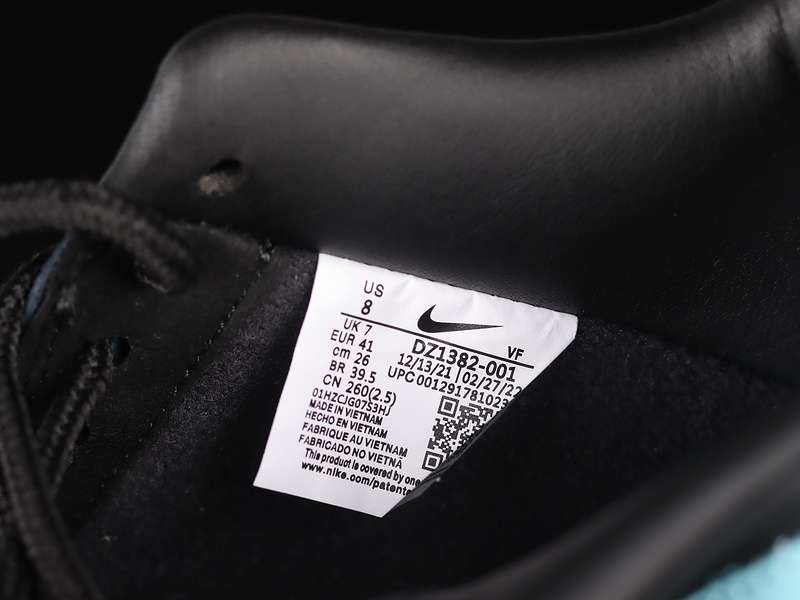 US
8
UK 7
EUR 41
cm 26
BR 39.5
CN 260(2.5)
VF
DZ1382-001
12/13/21 | 02/27/22
UPC 001291781023
01HZCJG07S3HJ
MADE IN VIETNAM
HECHO EN VIETNAM
FABRIQUE AU VIETNAM
FABRICADO NO VIETNÃ
This product is covered by one
www.nike.com/patents